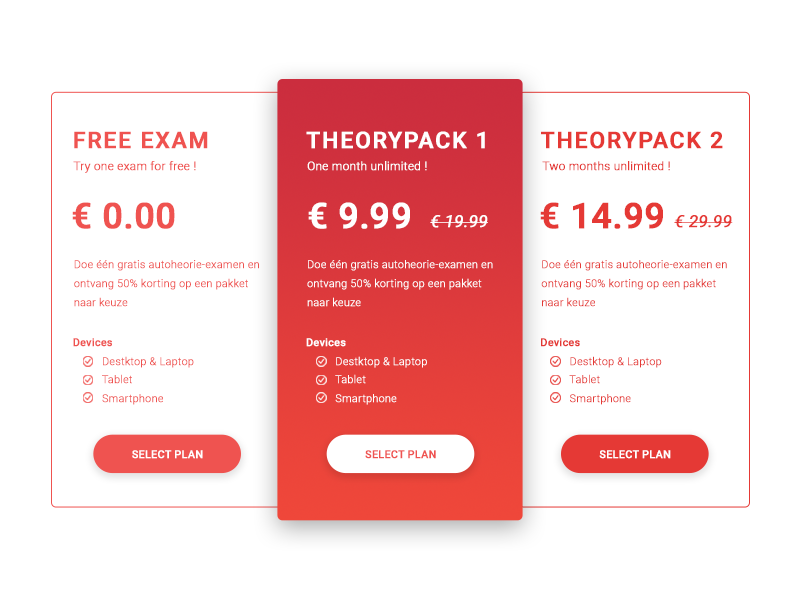 FREE EXAM
Try one exam for free !
€ 0.00
Doe één gratis autoheorie-examen en
ontvang 50% korting op een pakket
naar keuze
Devices
Destktop & Laptop
Tablet
Smartphone
SELECT PLAN
THEORYPACK 1
One month unlimited !
€ 9.99 € 19.99
Doe één gratis autoheorie-examen en
ontvang 50% korting op een pakket
naar keuze
Devices
Destktop & Laptop
Tablet
Smartphone
SELECT PLAN
THEORYPACK 2
Two months unlimited !
€ 14.99 € 29.99
Doe één gratis autoheorie-examen en
ontvang 50% korting op een pakket
naar keuze
Devices
Destktop & Laptop
Tablet
Smartphone
SELECT PLAN